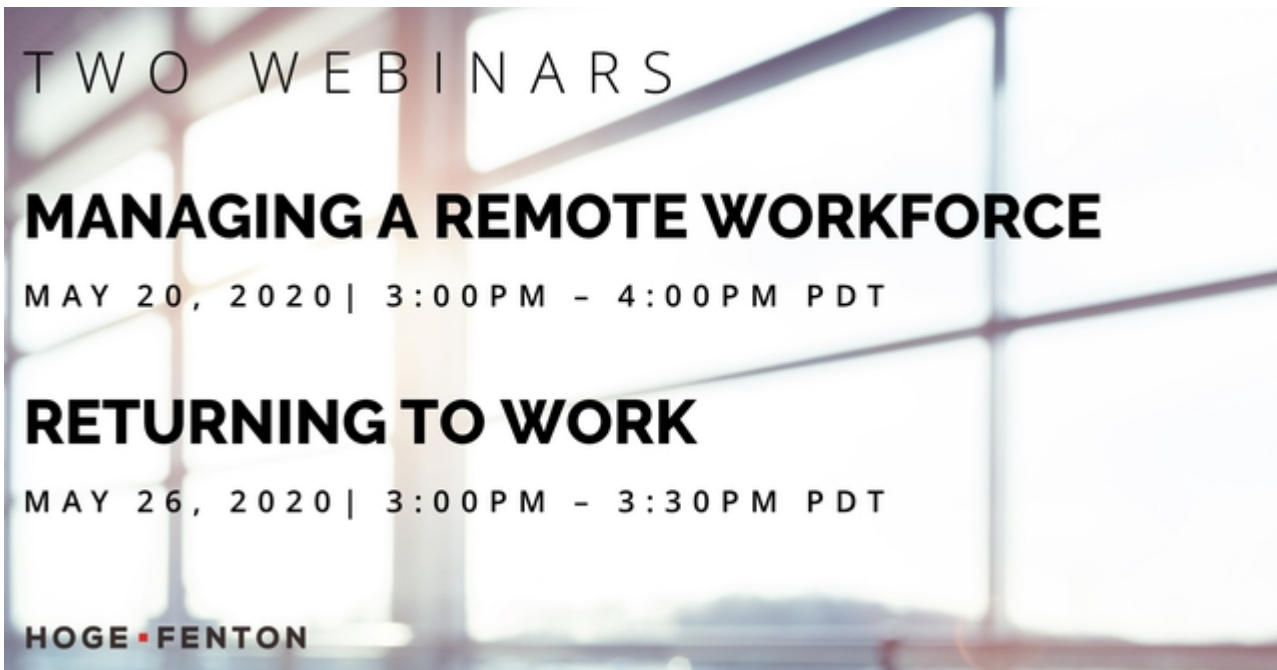 TWO WEBINARS
MANAGING A REMOTE WORKFORCE
MAY 20, 2020| 3:00PM – 4:00PM PDT
RETURNING TO WORK
MAY 26, 2020| 3:00PM – 3:30PM PDT
HOGE▪FENTON